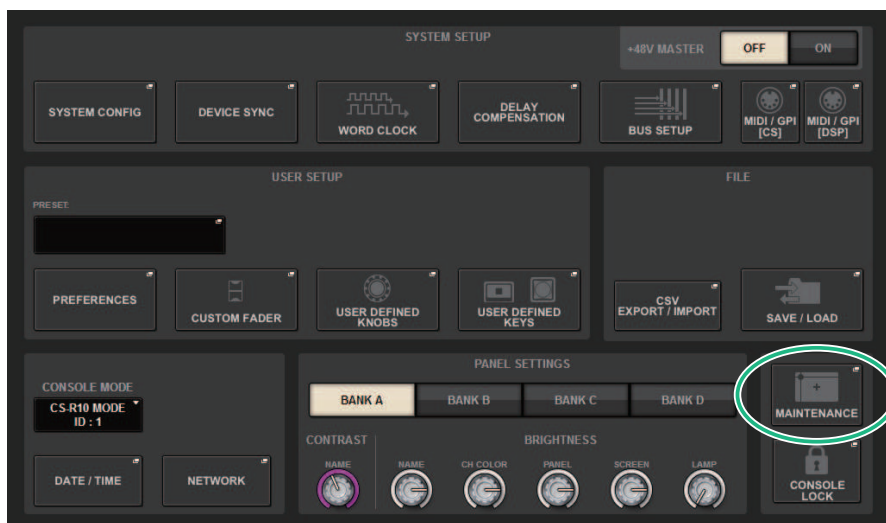 SYSTEM SETUP
+48V MASTER
OFF
ON
SYSTEM CONFIG
DEVICE SYNC
WORD CLOCK
DELAY
COMPENSATION
BUS SETUP
MIDI / GPI
[CS]
MIDI / GPI
[DSP]
USER SETUP
PRESET:
PREFERENCES
CUSTOM FADER
USER DEFINED
KNOBS
USER DEFINED
KEYS
FILE
CSV
EXPORT / IMPORT
SAVE / LOAD
CONSOLE MODE
CS-R10 MODE
ID : 1
DATE / TIME
NETWORK
PANEL SETTINGS
BANK A
BANK B
BANK C
BANK D
CONTRAST
BRIGHTNESS
NAME
NAME
CH COLOR
PANEL
SCREEN
LAMP
MAINTENANCE
CONSOLE
LOCK